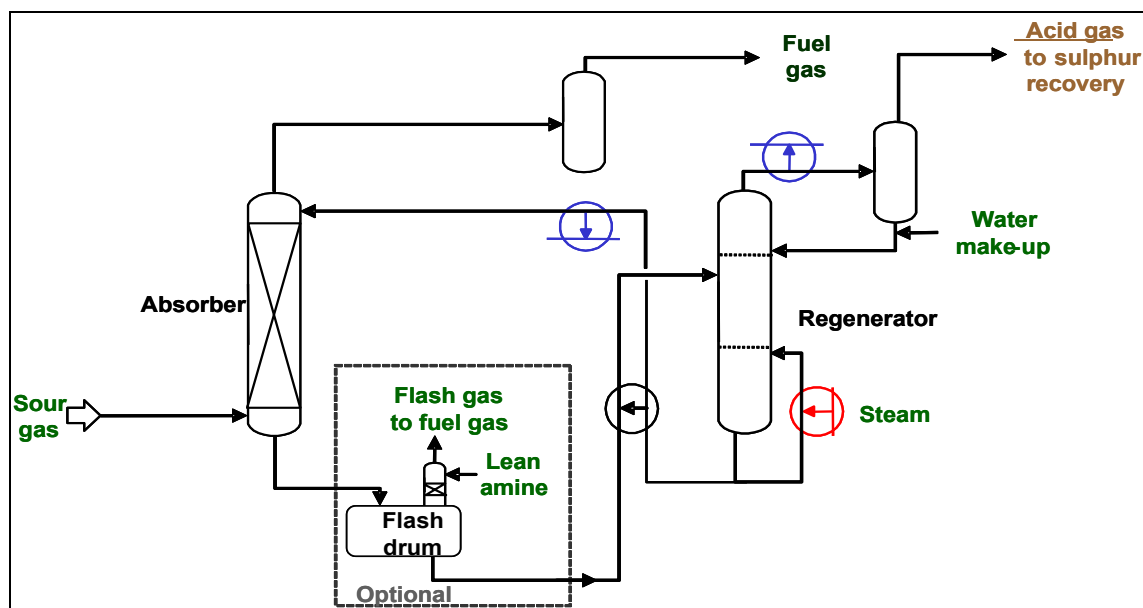 Fuel
gas
Acid gas
to sulphur
recovery
Water
make-up
Absorber
Regenerator
Sour
gas
Flash gas
to fuel gas
Lean
amine
Steam
Flash
drum
Optional